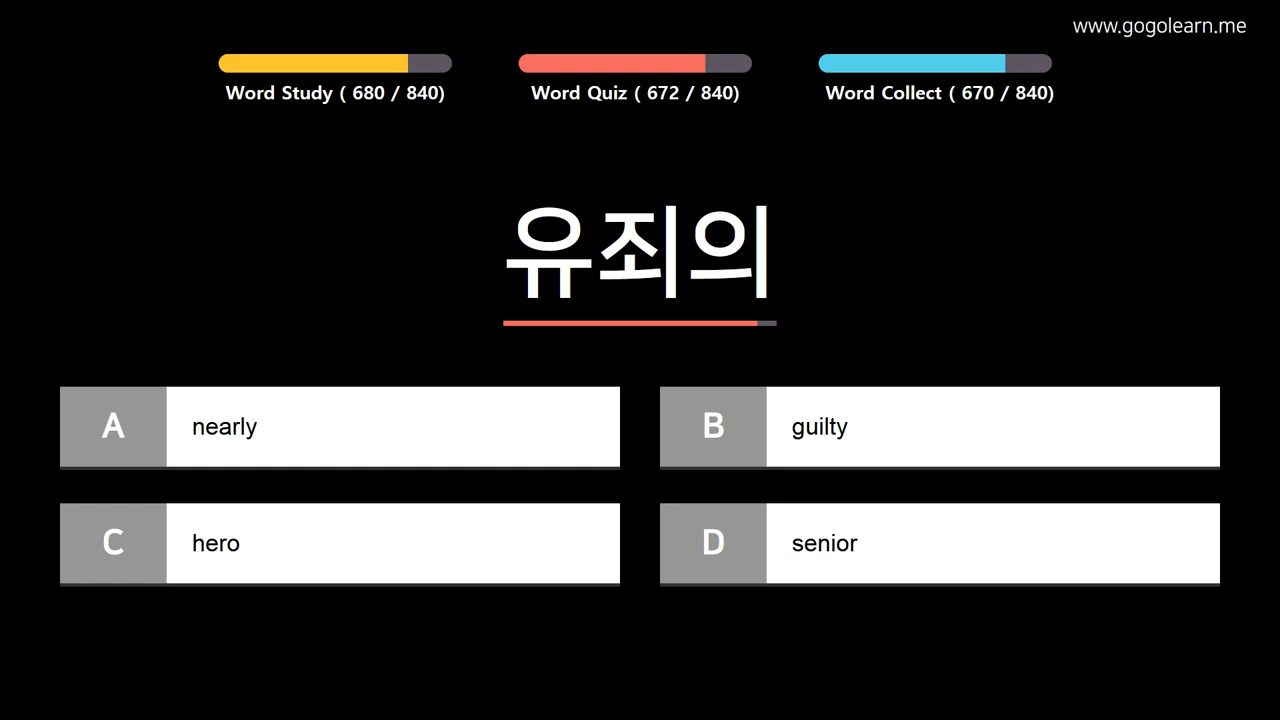 www.gogolearn.me
Word Study ( 680 / 840)
Word Quiz ( 672 / 840)
Word Collect ( 670 / 840)
유죄의
A nearly
B guilty
C hero
D senior